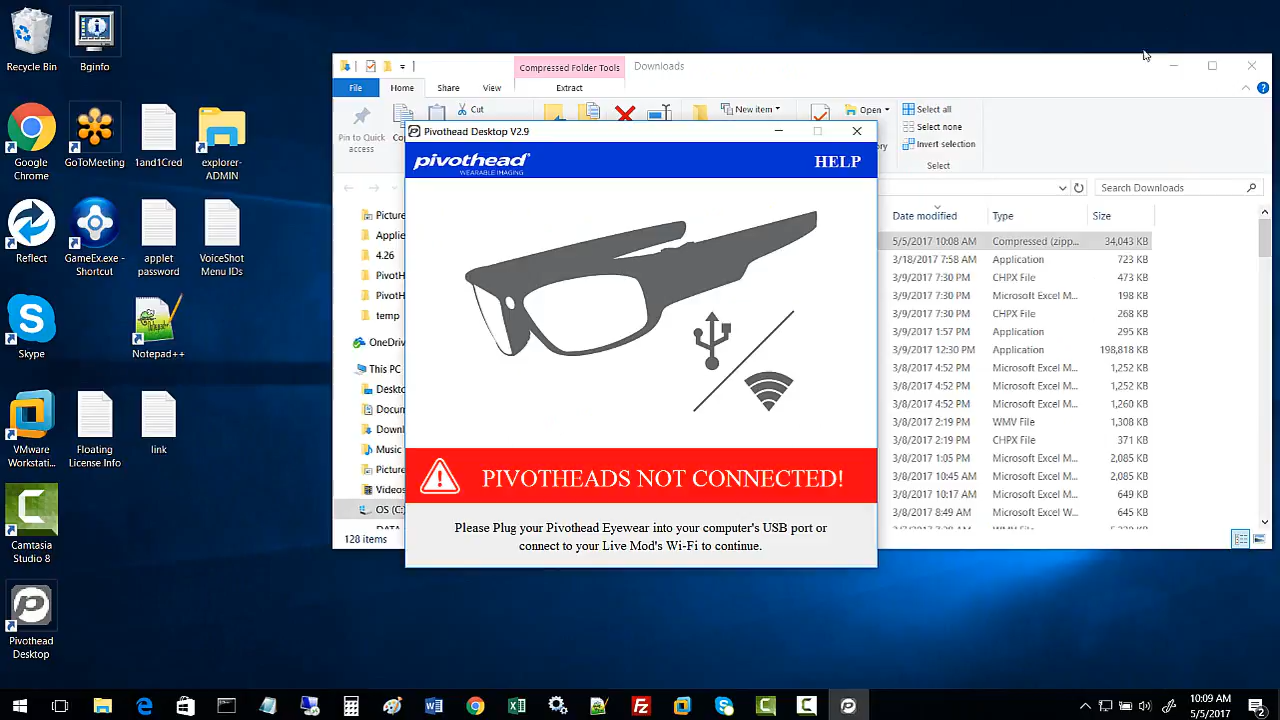 Recycle Bin
Bginfo
Google Chrome
GoToMeeting
1and1Cred
explorer-ADMIN
Reflect
GameEx.exe - Shortcut
applet password
VoiceShot Menu IDs
Skype
Notepad++
VMware Workstati...
Floating License Info
link
Camtasia Studio 8
Pivothead Desktop
Compressed Folder Tools
Downloads
File
Home
Share
View
Extract
Pin to Quick access
Cut
New item
Open
Select all
Select none
Invert selection
Select
Search Downloads
Picture
Applie
4.26
PivotH
PivotH
temp
OneDriv
This PC
Deskto
Docum
Downl
Music
Picture
Videos
OS (C:)
DATA
128 items
Date modified
Type
Size
5/5/2017 10:08 AM Compressed (zipp... 34,043 KB
3/18/2017 7:58 AM Application 723 KB
3/9/2017 7:30 PM CHPX File 473 KB
3/9/2017 7:30 PM Microsoft Excel M... 198 KB
3/9/2017 7:30 PM CHPX File 268 KB
3/9/2017 1:57 PM Application 295 KB
3/9/2017 12:30 PM Application 198,818 KB
3/8/2017 4:52 PM Microsoft Excel M... 1,252 KB
3/8/2017 4:52 PM Microsoft Excel M... 1,252 KB
3/8/2017 4:52 PM Microsoft Excel M... 1,260 KB
3/8/2017 2:19 PM WMV File 1,308 KB
3/8/2017 2:19 PM CHPX File 371 KB
3/8/2017 1:05 PM Microsoft Excel M... 2,085 KB
3/8/2017 10:45 AM Microsoft Excel M... 2,085 KB
3/8/2017 10:17 AM Microsoft Excel M... 649 KB
3/8/2017 8:49 AM Microsoft Excel W... 645 KB
Pivothead Desktop V2.9
pivothead
WEARABLE IMAGING
HELP
PIVOTHEADS NOT CONNECTED!
Please Plug your Pivothead Eyewear into your computer's USB port or
connect to your Live Mod's Wi-Fi to continue.
10:09 AM
5/5/2017